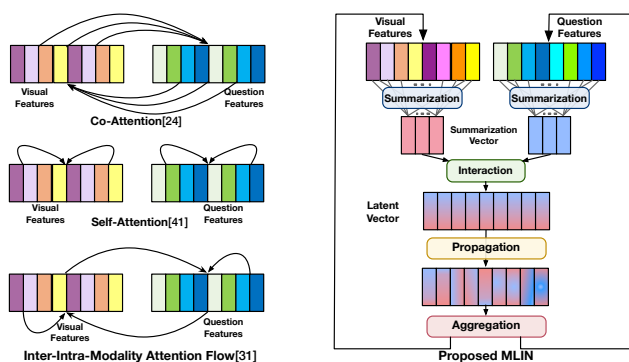 Visual
Features
Question
Features
Co-Attention[24]
Visual
Features
Question
Features
Self-Attention[41]
Visual
Features
Question
Features
Inter-Intra-Modality Attention Flow[31]
Visual
Features
Question
Features
Summarization
Summarization
Summarization
Vector
Interaction
Latent
Vector
Propagation
Aggregation
Proposed MLIN